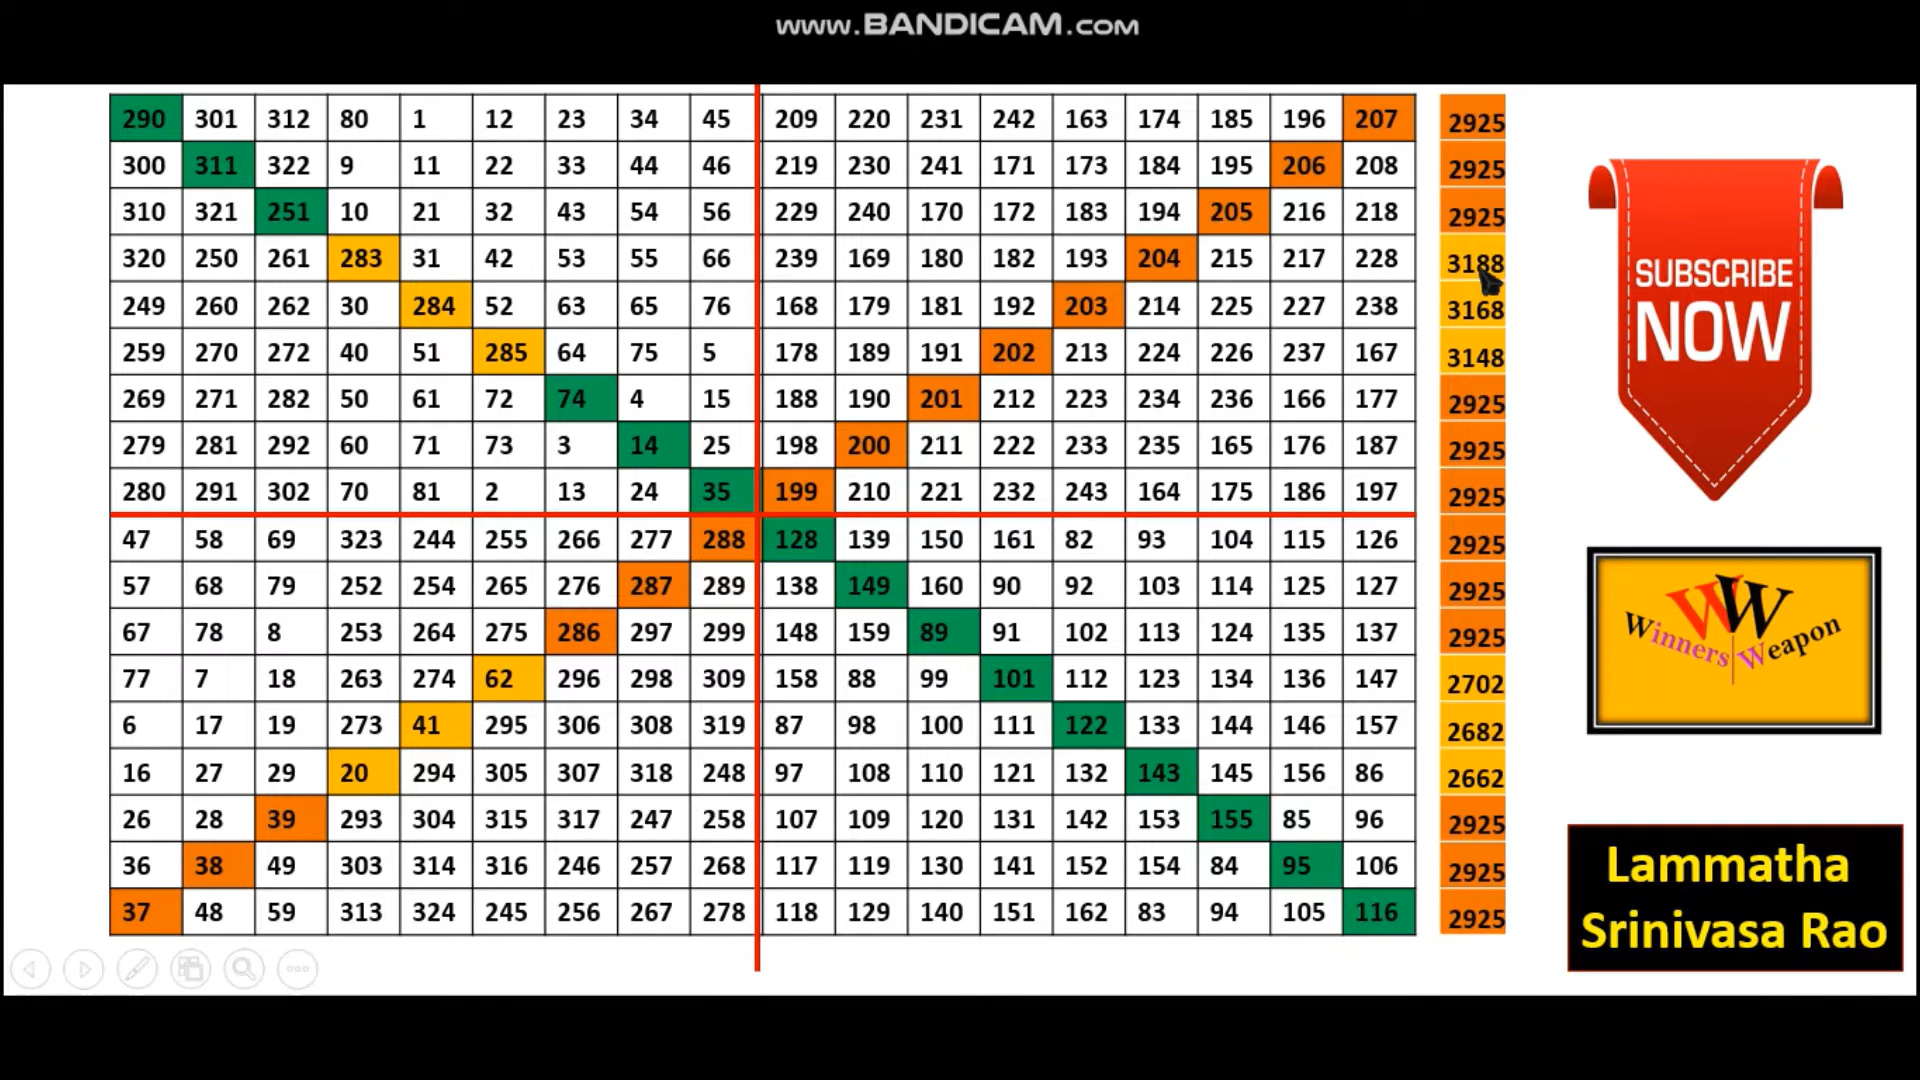 www.BANDICAM.com
290 301 312 80 1 12 23 34 45 209 220 231 242 163 174 185 196 207 2925
300 311 322 9 11 22 33 44 46 219 230 241 171 173 184 195 206 208 2925
310 321 251 10 21 32 43 54 56 229 240 170 172 183 194 205 216 218 2925
320 250 261 283 31 42 53 55 66 239 169 180 182 193 204 215 217 228 3188
249 260 262 30 284 52 63 65 76 168 179 181 192 203 214 225 227 238 3168
259 270 272 40 51 285 64 75 5 178 189 191 202 213 224 226 237 167 3148
269 271 282 50 61 72 74 4 15 188 190 201 212 223 234 236 166 177 2925
279 281 292 60 71 73 3 14 25 198 200 211 222 233 235 165 176 187 2925
280 291 302 70 81 2 13 24 35 199 210 221 232 243 164 175 186 197 2925
47 58 69 323 244 255 266 277 288 128 139 150 161 82 93 104 115 126 2925
57 68 79 252 254 265 276 287 289 138 149 160 90 92 103 114 125 127 2925
67 78 8 253 264 275 286 297 299 148 159 89 91 102 113 124 135 137 2925
77 7 18 263 274 62 296 298 309 158 88 99 101 112 123 134 136 147 2702
6 17 19 273 41 295 306 308 319 87 98 100 111 122 133 144 146 157 2682
16 27 29 20 294 305 307 318 248 97 108 110 121 132 143 145 156 86 2662
26 28 39 293 304 315 317 247 258 107 109 120 131 142 153 155 85 96 2925
36 38 49 303 314 316 246 257 268 117 119 130 141 152 154 84 95 106 2925
37 48 59 313 324 245 256 267 278 118 129 140 151 162 83 94 105 116 2925
SUBSCRIBE
NOW
WW
Winners Weapon
Lammatha
Srinivasa Rao